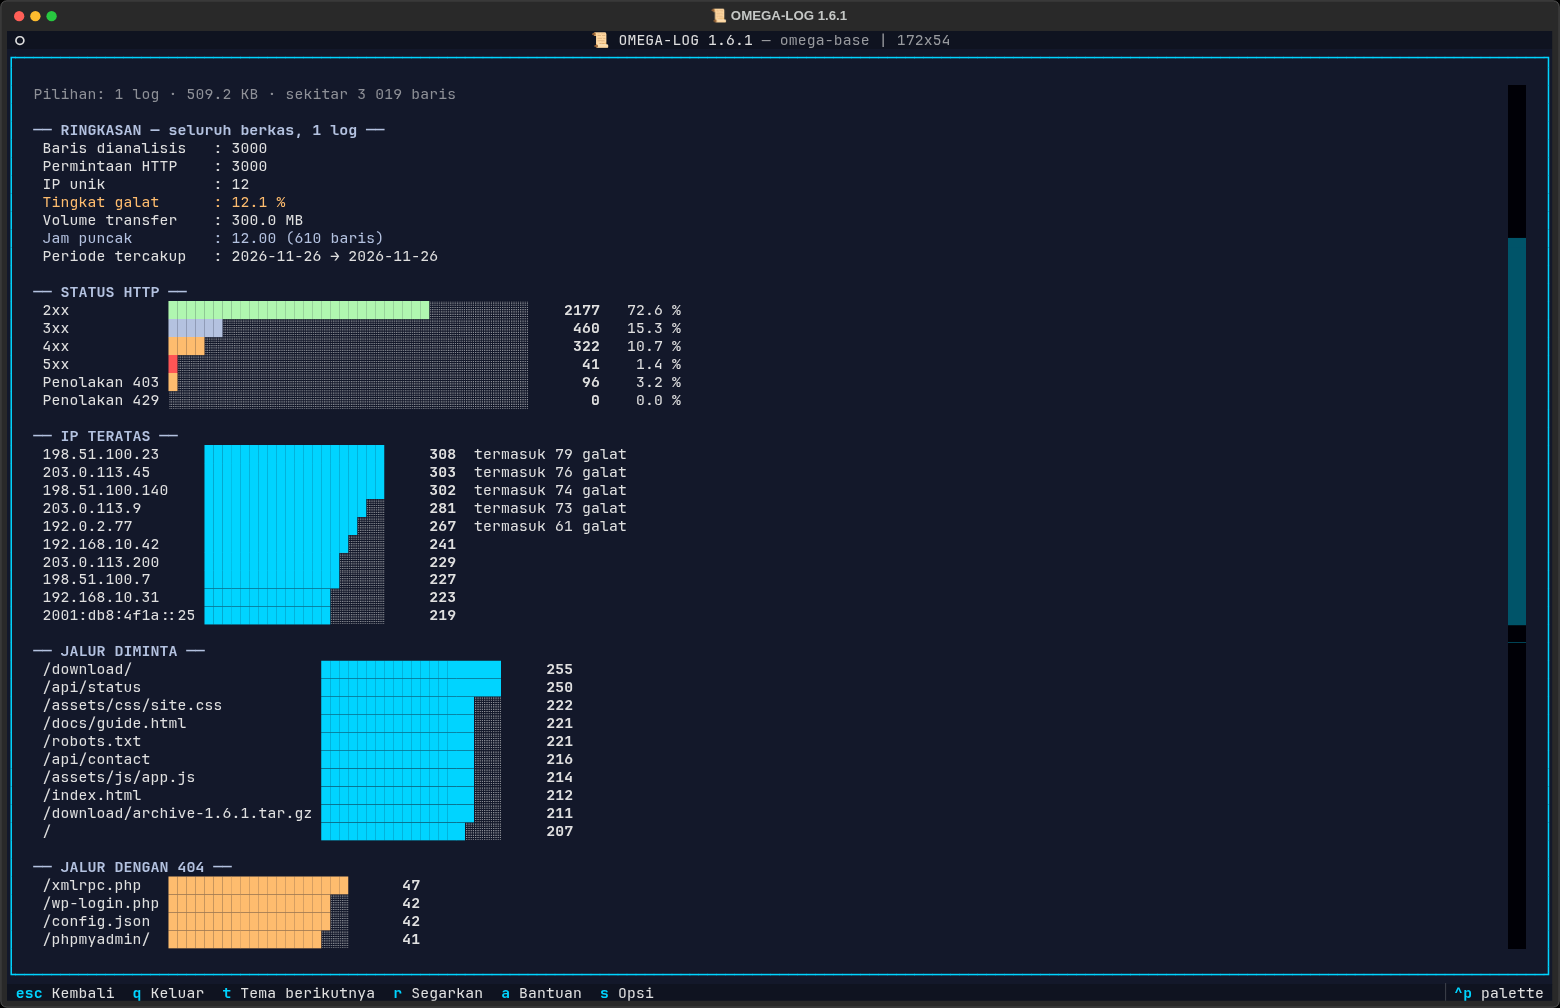 📜 OMEGA-LOG 1.6.1
📜 OMEGA-LOG 1.6.1 — omega-base | 172x54
Pilihan: 1 log · 509.2 KB · sekitar 3 019 baris
── RINGKASAN — seluruh berkas, 1 log ──
Baris dianalisis : 3000
Permintaan HTTP : 3000
IP unik : 12
Tingkat galat : 12.1 %
Volume transfer : 300.0 MB
Jam puncak : 12.00 (610 baris)
Periode tercakup : 2026-11-26 → 2026-11-26
── STATUS HTTP ──
2xx 2177 72.6 %
3xx 460 15.3 %
4xx 322 10.7 %
5xx 41 1.4 %
Penolakan 403 96 3.2 %
Penolakan 429 0 0.0 %
── IP TERATAS ──
198.51.100.23 308 termasuk 79 galat
203.0.113.45 303 termasuk 76 galat
198.51.100.140 302 termasuk 74 galat
203.0.113.9 281 termasuk 73 galat
192.0.2.77 267 termasuk 61 galat
192.168.10.42 241
203.0.113.200 229
198.51.100.7 227
192.168.10.31 223
2001:db8:4f1a::25 219
── JALUR DIMINTA ──
/download/ 255
/api/status 250
/assets/css/site.css 222
/docs/guide.html 221
/robots.txt 221
/api/contact 216
/assets/js/app.js 214
/index.html 212
/download/archive-1.6.1.tar.gz 211
/ 207
── JALUR DENGAN 404 ──
/xmlrpc.php 47
/wp-login.php 42
/config.json 42
/phpmyadmin/ 41
esc Kembali q Keluar t Tema berikutnya r Segarkan a Bantuan s Opsi ^p palette